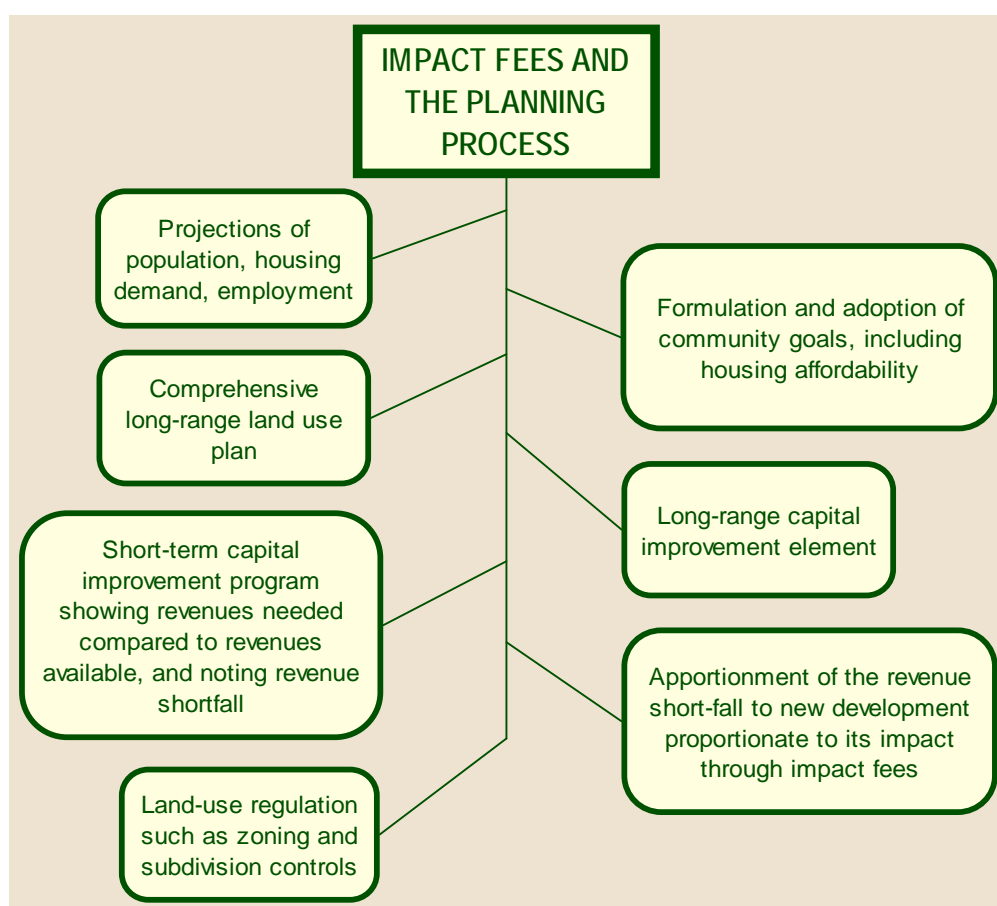 IMPACT FEES AND
THE PLANNING
PROCESS
Projections of
population, housing
demand, employment
Formulation and adoption of
community goals, including
housing affordability
Comprehensive
long-range land use
plan
Long-range capital
improvement element
Short-term capital
improvement program
showing revenues needed
compared to revenues
available, and noting revenue
shortfall
Apportionment of the revenue
short-fall to new development
proportionate to its impact
through impact fees
Land-use regulation
such as zoning and
subdivision controls